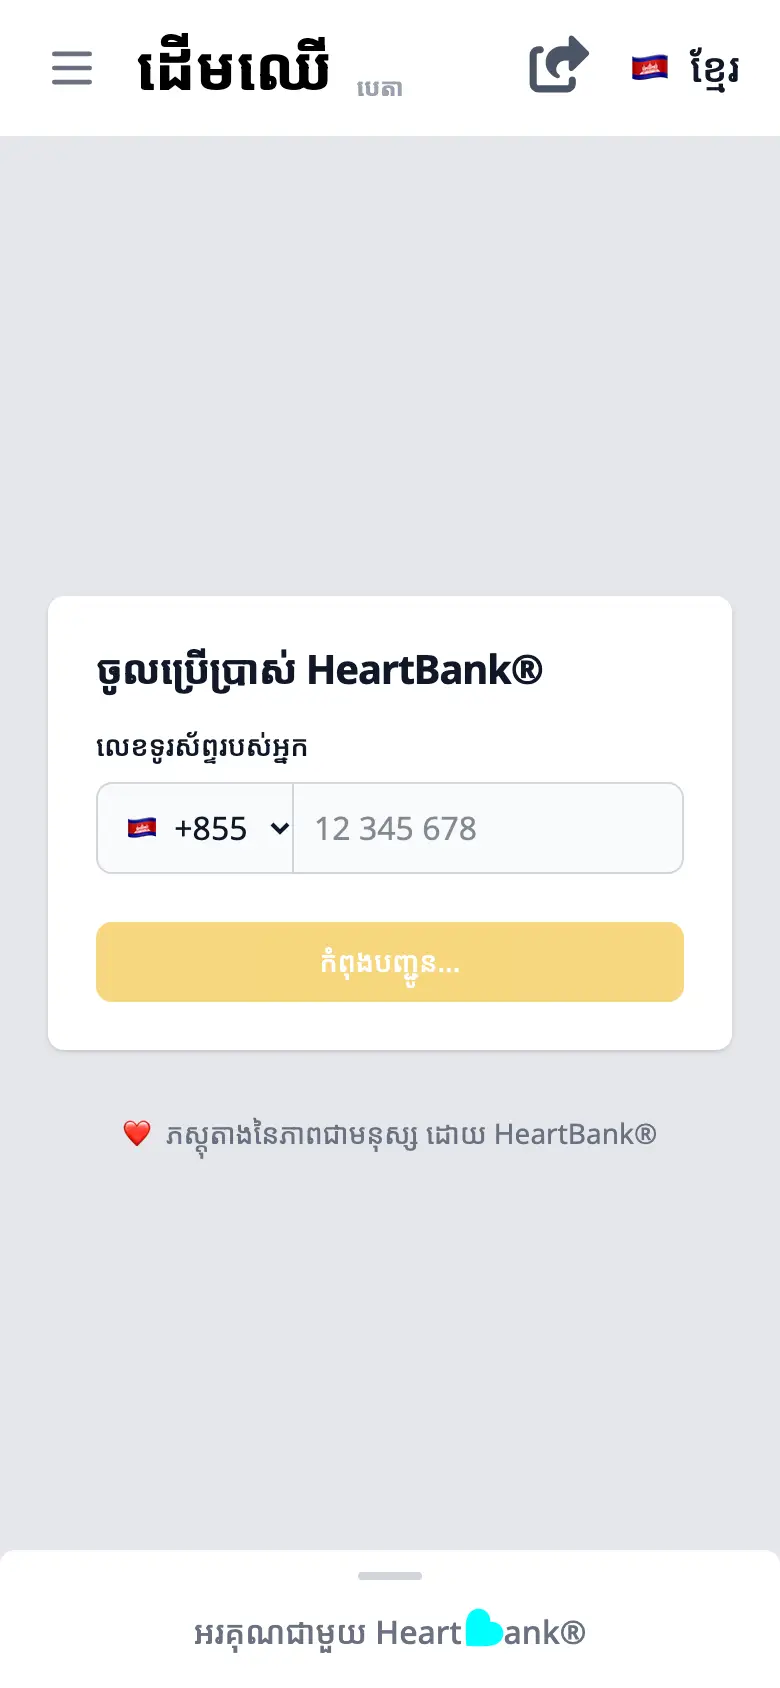 ដើមឈើ បេតា 🇰🇭 ខ្មែរ
ចូលប្រើប្រាស់ HeartBank®
លេខទូរស័ព្ទរបស់អ្នក
🇰🇭 +855 12 345 678
កំពុងបញ្ជូន...
❤️ ភស្តុតាងនៃភាពជាមនុស្ស ដោយ HeartBank®
អរគុណជាមួយ HeartBank®